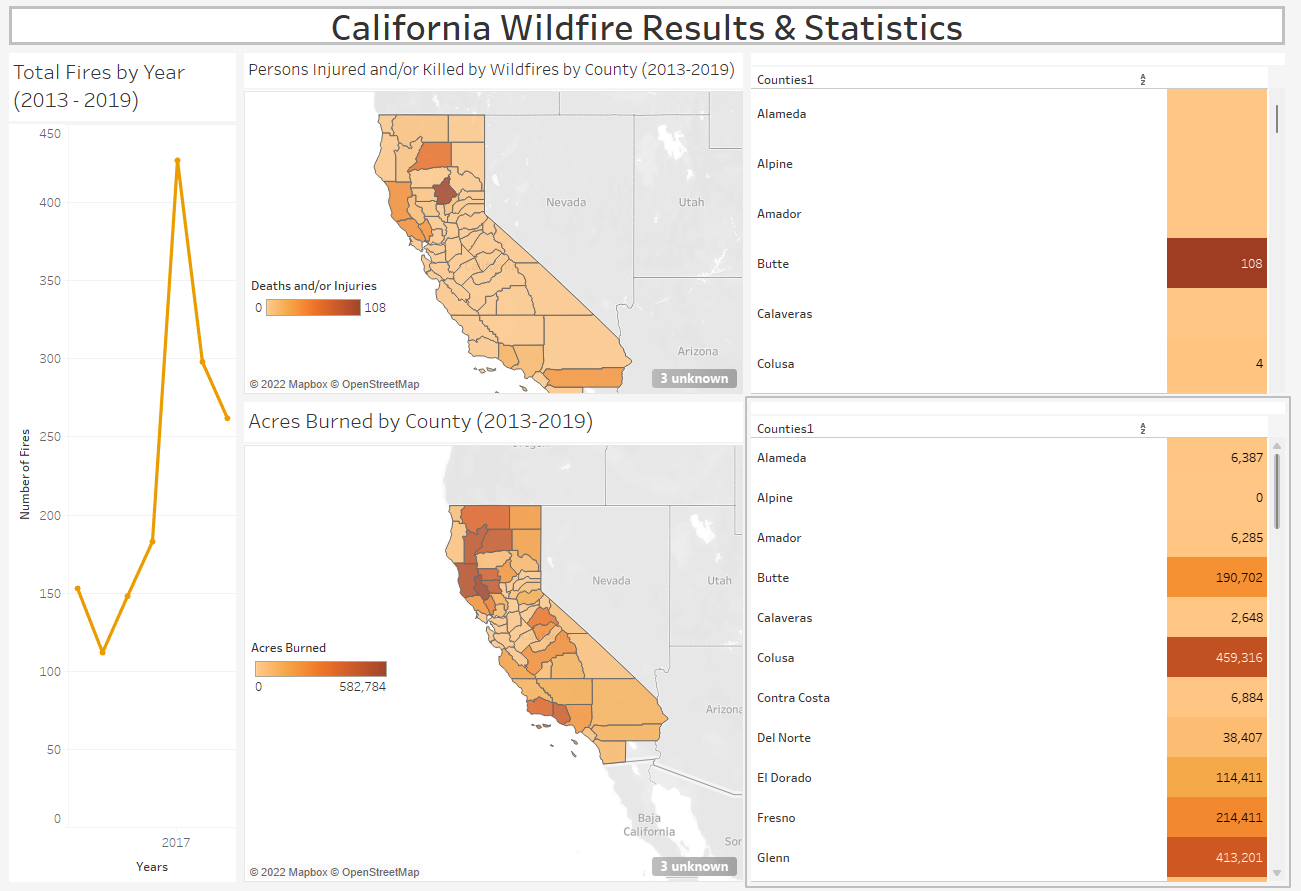 California Wildfire Results & Statistics
Total Fires by Year
(2013 - 2019)
450
400
350
300
250
200
150
100
50
0
Number of Fires
2017
Years
Persons Injured and/or Killed by Wildfires by County (2013-2019)
Nevada
Utah
Arizona
Deaths and/or Injuries
0
108
© 2022 Mapbox © OpenStreetMap
3 unknown
Counties1
Alameda
Alpine
Amador
Butte 108
Calaveras
Colusa 4
Acres Burned by County (2013-2019)
Nevada
Utah
Arizona
Baja
California
Son
Acres Burned
0
582,784
© 2022 Mapbox © OpenStreetMap
3 unknown
Counties1
Alameda 6,387
Alpine 0
Amador 6,285
Butte 190,702
Calaveras 2,648
Colusa 459,316
Contra Costa 6,884
Del Norte 38,407
El Dorado 114,411
Fresno 214,411
Glenn 413,201